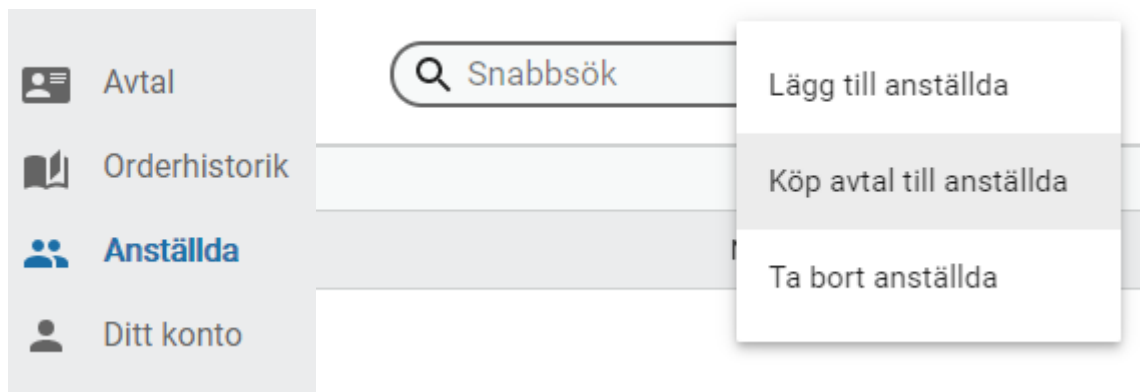 Avtal
Orderhistorik
Anställda
Ditt konto
Snabbsök
Lägg till anställda
Köp avtal till anställda
Ta bort anställda